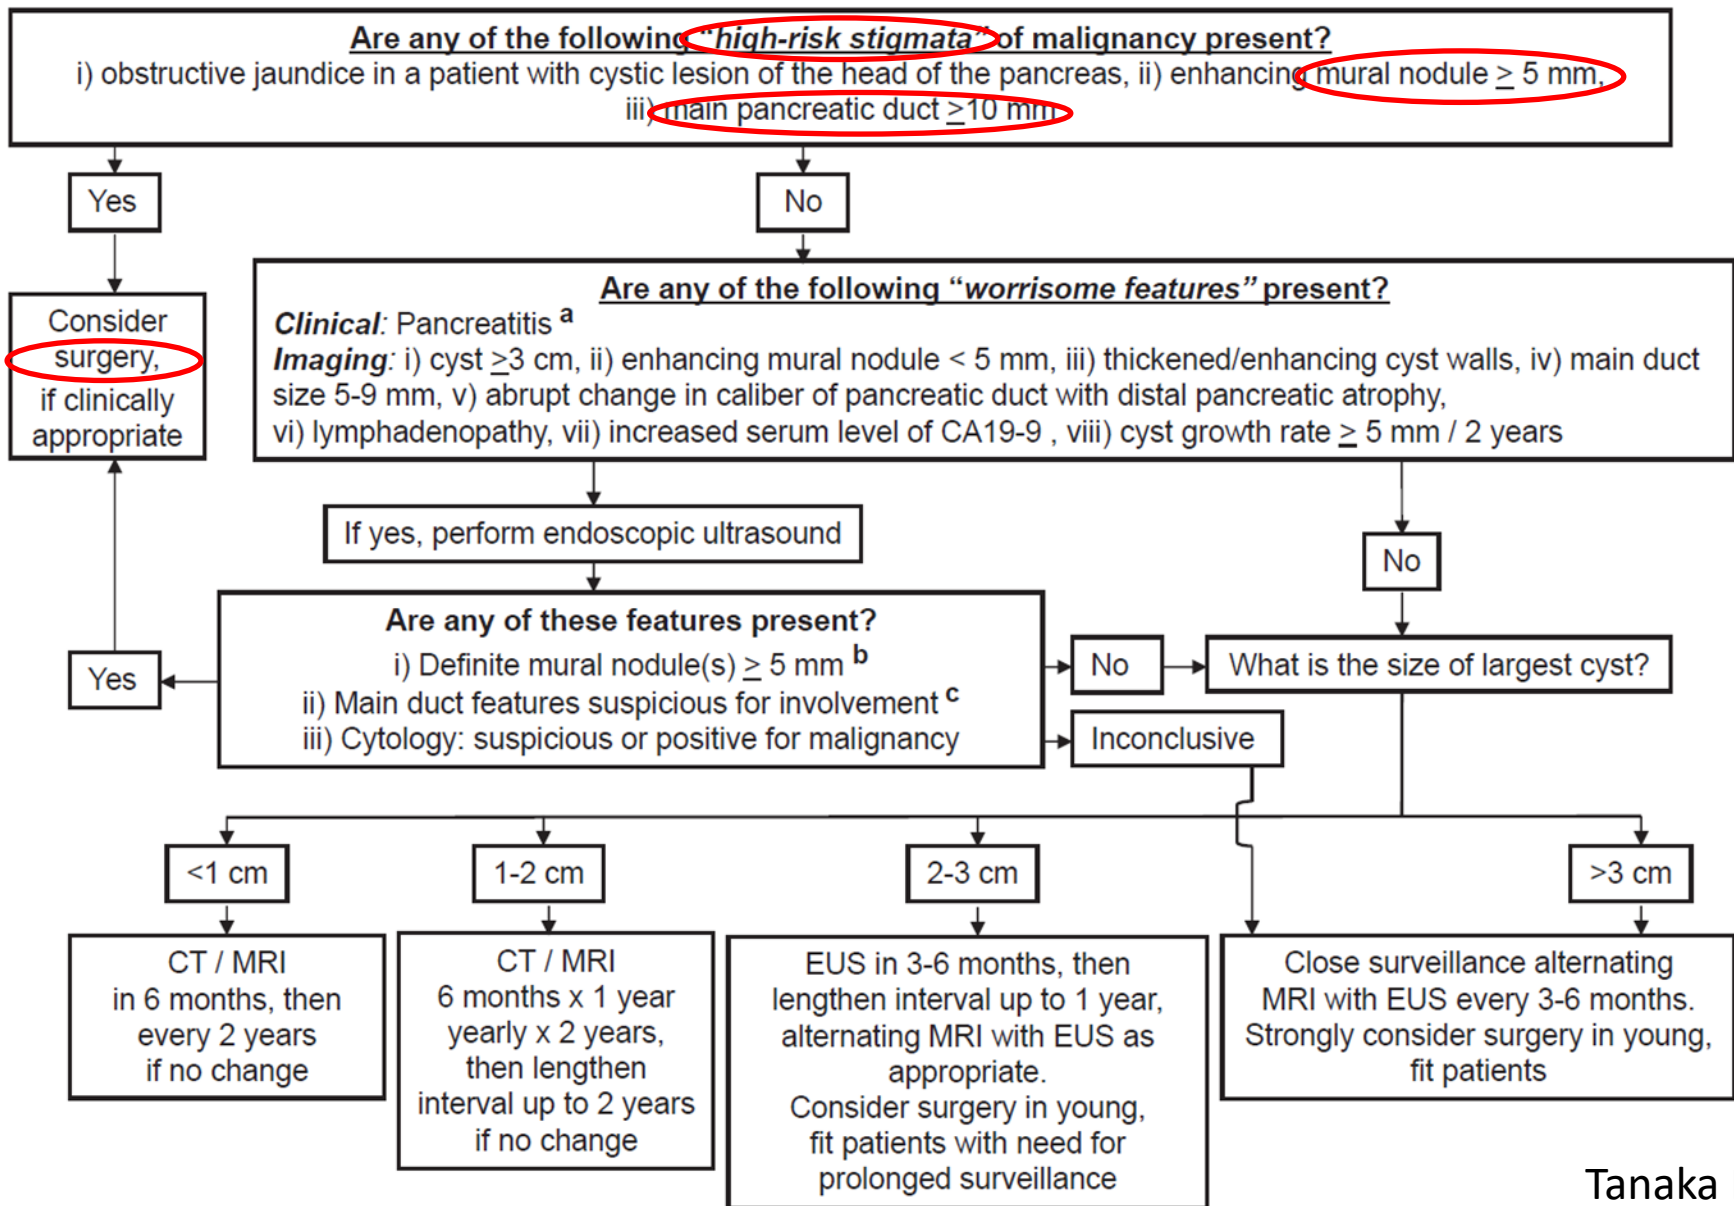 Are any of the following "high-risk stigmata" of malignancy present?
i) obstructive jaundice in a patient with cystic lesion of the head of the pancreas, ii) enhancing mural nodule ≥ 5 mm,
iii) main pancreatic duct ≥10 mm
Yes
No
Consider
surgery,
if clinically
appropriate
Are any of the following “worrisome features” present?
Clinical: Pancreatitis a
Imaging: i) cyst ≥3 cm, ii) enhancing mural nodule < 5 mm, iii) thickened/enhancing cyst walls, iv) main duct
size 5-9 mm, v) abrupt change in caliber of pancreatic duct with distal pancreatic atrophy,
vi) lymphadenopathy, vii) increased serum level of CA19-9 , viii) cyst growth rate ≥ 5 mm / 2 years
If yes, perform endoscopic ultrasound
No
Are any of these features present?
i) Definite mural nodule(s) ≥ 5 mm b
ii) Main duct features suspicious for involvement c
iii) Cytology: suspicious or positive for malignancy
Yes
No
What is the size of largest cyst?
Inconclusive
<1 cm
1-2 cm
2-3 cm
>3 cm
CT / MRI
in 6 months, then
every 2 years
if no change
CT / MRI
6 months x 1 year
yearly x 2 years,
then lengthen
interval up to 2 years
if no change
EUS in 3-6 months, then
lengthen interval up to 1 year,
alternating MRI with EUS as
appropriate.
Consider surgery in young,
fit patients with need for
prolonged surveillance
Close surveillance alternating
MRI with EUS every 3-6 months.
Strongly consider surgery in young,
fit patients
Tanaka